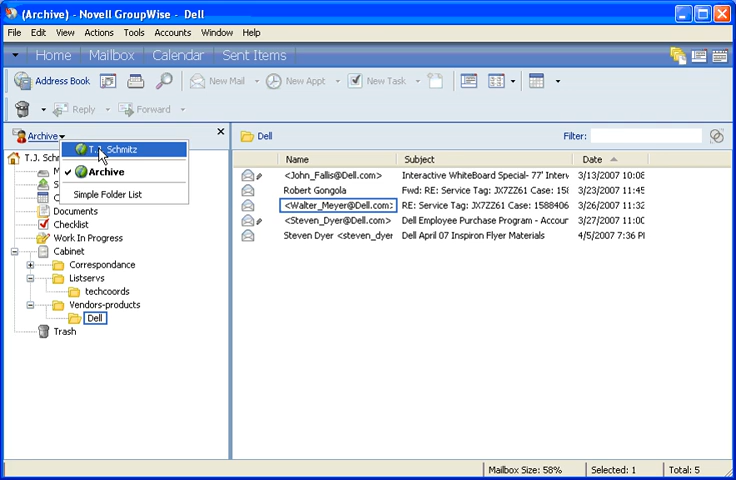 (Archive) - Novell GroupWise - Dell
File Edit View Actions Tools Accounts Window Help
Home Mailbox Calendar Sent Items
Address Book New Mail New Appt New Task
Reply Forward
Archive
T.J. Schmitz
Archive
Simple Folder List
T.J. Schm
Documents
Checklist
Work In Progress
Cabinet
Correspondance
Listservs
techcoords
Vendors-products
Dell
Trash
Dell Filter:
Name Subject Date
<John_Fallis@Dell.com> Interactive WhiteBoard Special- 77' Interv 3/13/2007 10:08
Robert Gongola Fwd: RE: Service Tag: JX7ZZ61 Case: 158 3/23/2007 11:45
<Walter_Meyer@Dell.com> RE: Service Tag: JX7ZZ61 Case: 1588406 3/26/2007 11:32
<Steven_Dyer@Dell.com> Dell Employee Purchase Program - Accoun 3/27/2007 11:00
Steven Dyer <steven_dyer Dell April 07 Inspiron Flyer Materials 4/5/2007 7:36 PM
Mailbox Size: 58% Selected: 1 Total: 5